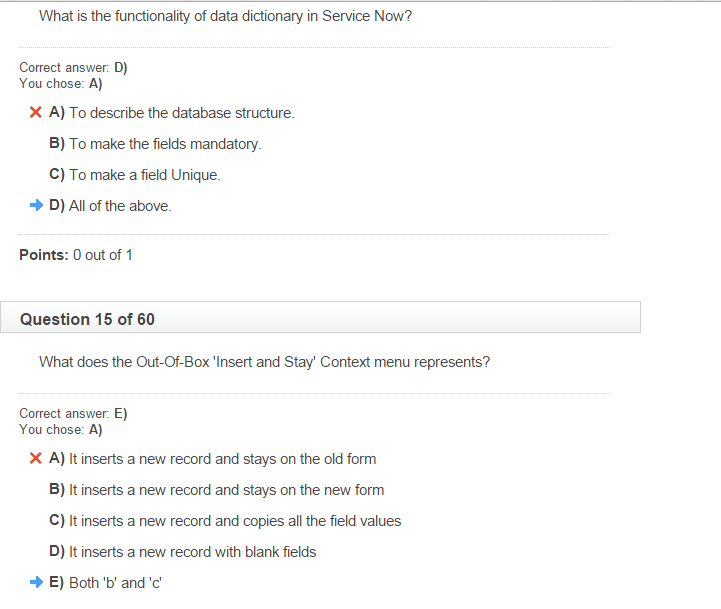 What is the functionality of data dictionary in Service Now?
Correct answer: D)
You chose: A)
A) To describe the database structure.
B) To make the fields mandatory.
C) To make a field Unique.
D) All of the above.
Points: 0 out of 1
Question 15 of 60
What does the Out-Of-Box 'Insert and Stay' Context menu represents?
Correct answer: E)
You chose: A)
A) It inserts a new record and stays on the old form
B) It inserts a new record and stays on the new form
C) It inserts a new record and copies all the field values
D) It inserts a new record with blank fields
E) Both 'b' and 'c'